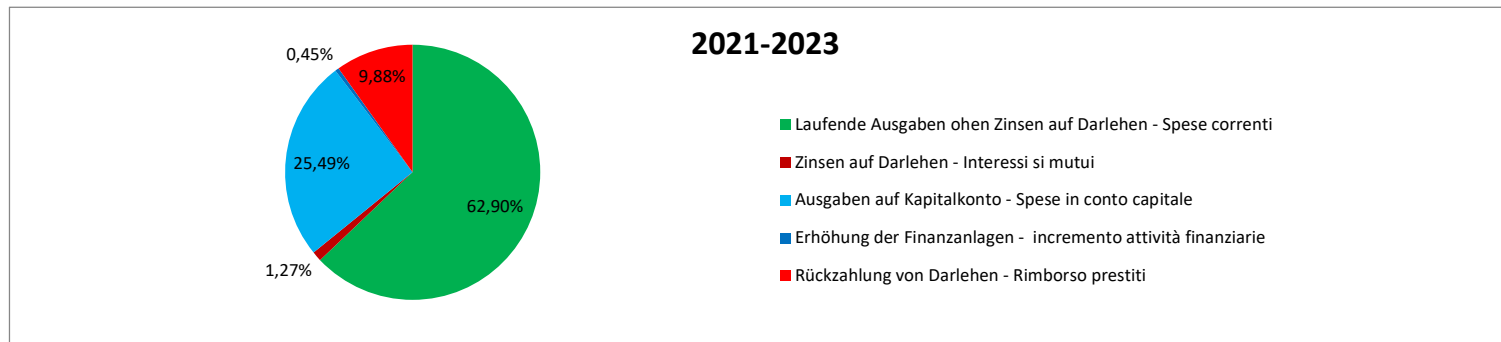 2021-2023
0,45%
9,88%
25,49%
62,90%
1,27%
Laufende Ausgaben ohen Zinsen auf Darlehen - Spese correnti
Zinsen auf Darlehen - Interessi si mutui
Ausgaben auf Kapitalkonto - Spese in conto capitale
Erhöhung der Finanzanlagen - incremento attività finanziarie
Rückzahlung von Darlehen - Rimborso prestiti